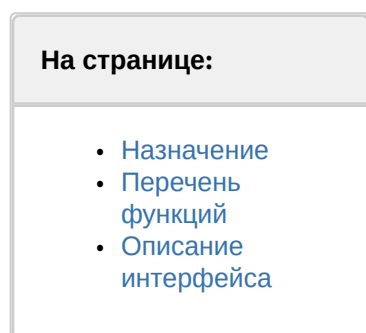 На странице:
• Назначение
• Перечень
функций
• Описание
интерфейса